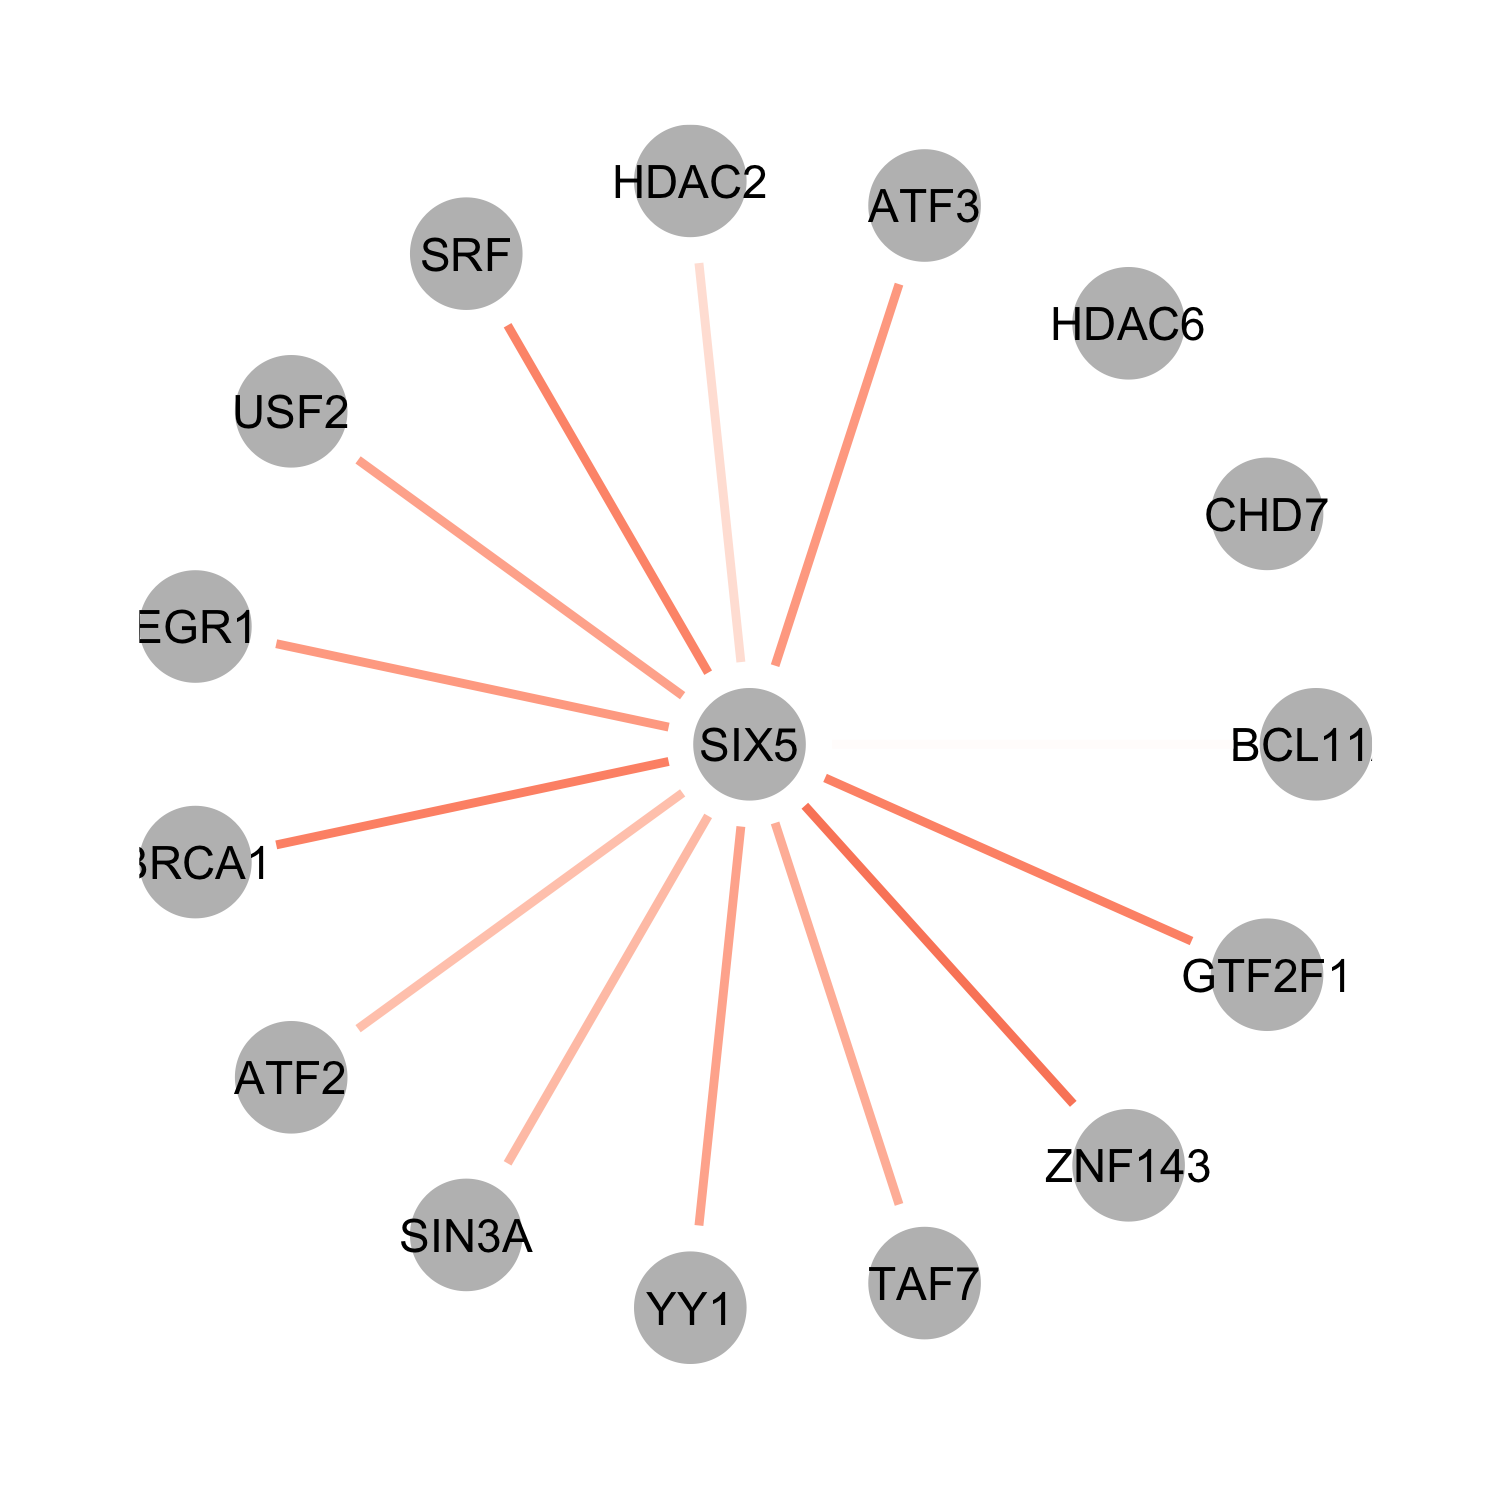 HDAC2
ATF3
SRF
HDAC6
USF2
CHD7
EGR1
SIX5
BCL11
BRCA1
GTF2F1
ATF2
ZNF143
SIN3A
TAF7
YY1